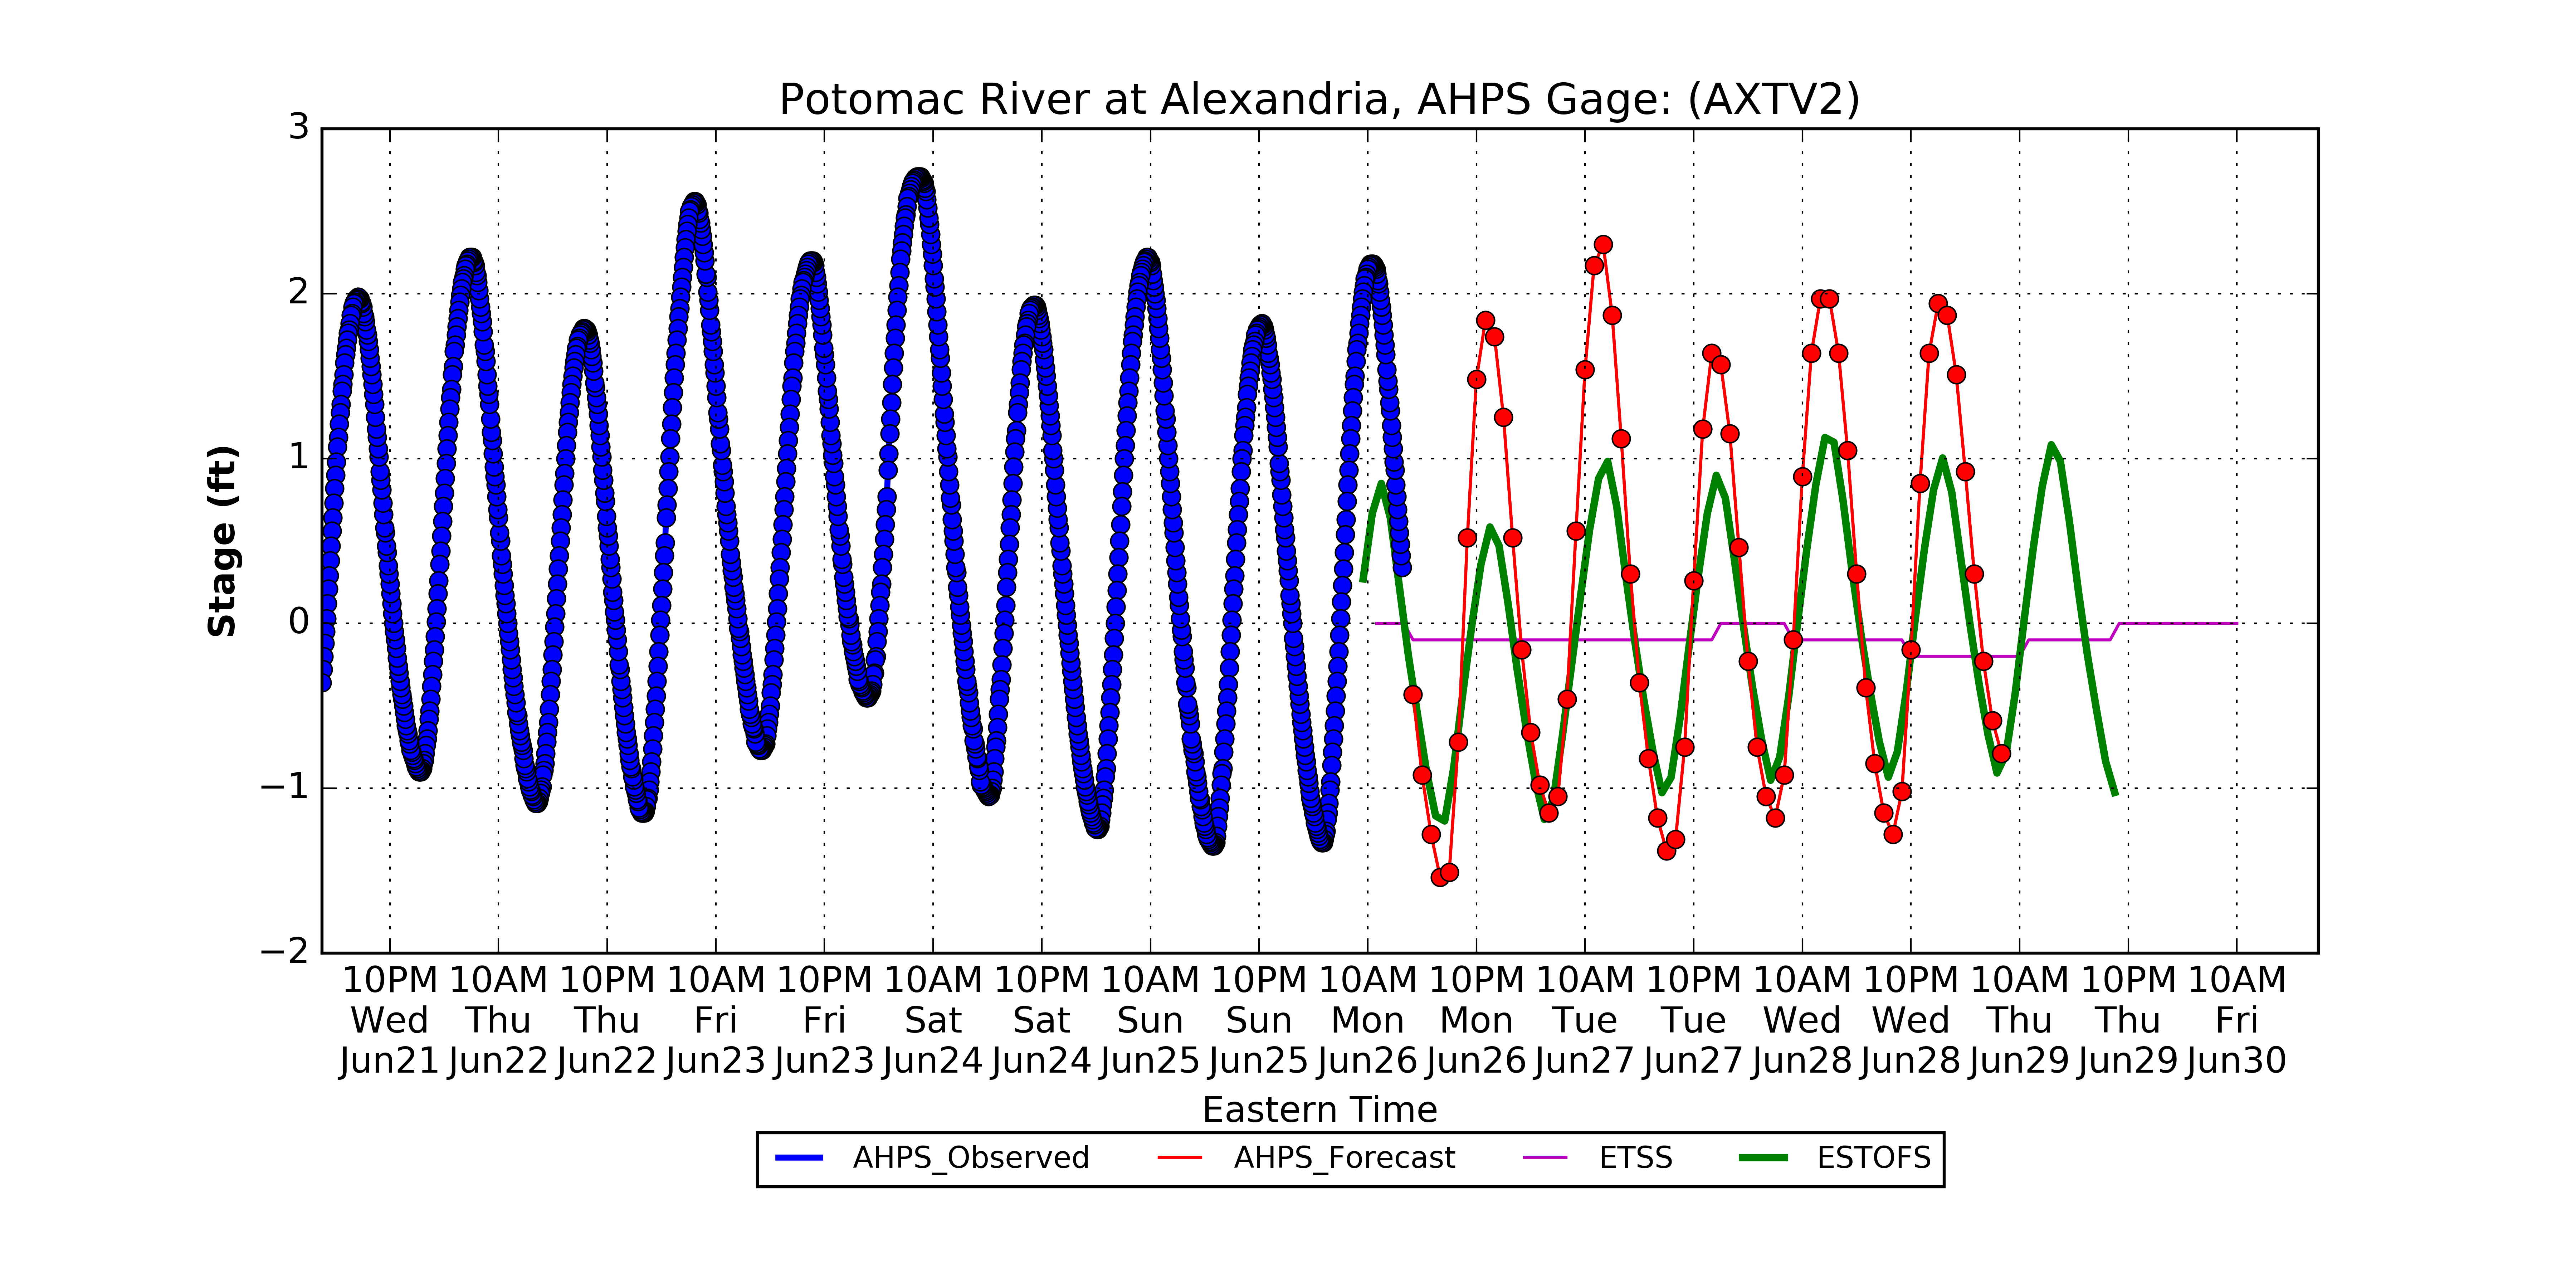 Potomac River at Alexandria, AHPS Gage: (AXTV2)
3
2
1
0
−1
−2
Stage (ft)
10PM 10AM 10PM 10AM 10PM 10AM 10PM 10AM 10PM 10AM 10PM 10AM 10PM 10AM 10PM 10AM 10PM 10AM
Wed Thu Thu Fri Fri Sat Sat Sun Sun Mon Mon Tue Tue Wed Wed Thu Thu Fri
Jun21 Jun22 Jun22 Jun23 Jun23 Jun24 Jun24 Jun25 Jun25 Jun26 Jun26 Jun27 Jun27 Jun28 Jun28 Jun29 Jun29 Jun30
Eastern Time
AHPS_Observed AHPS_Forecast ETSS ESTOFS